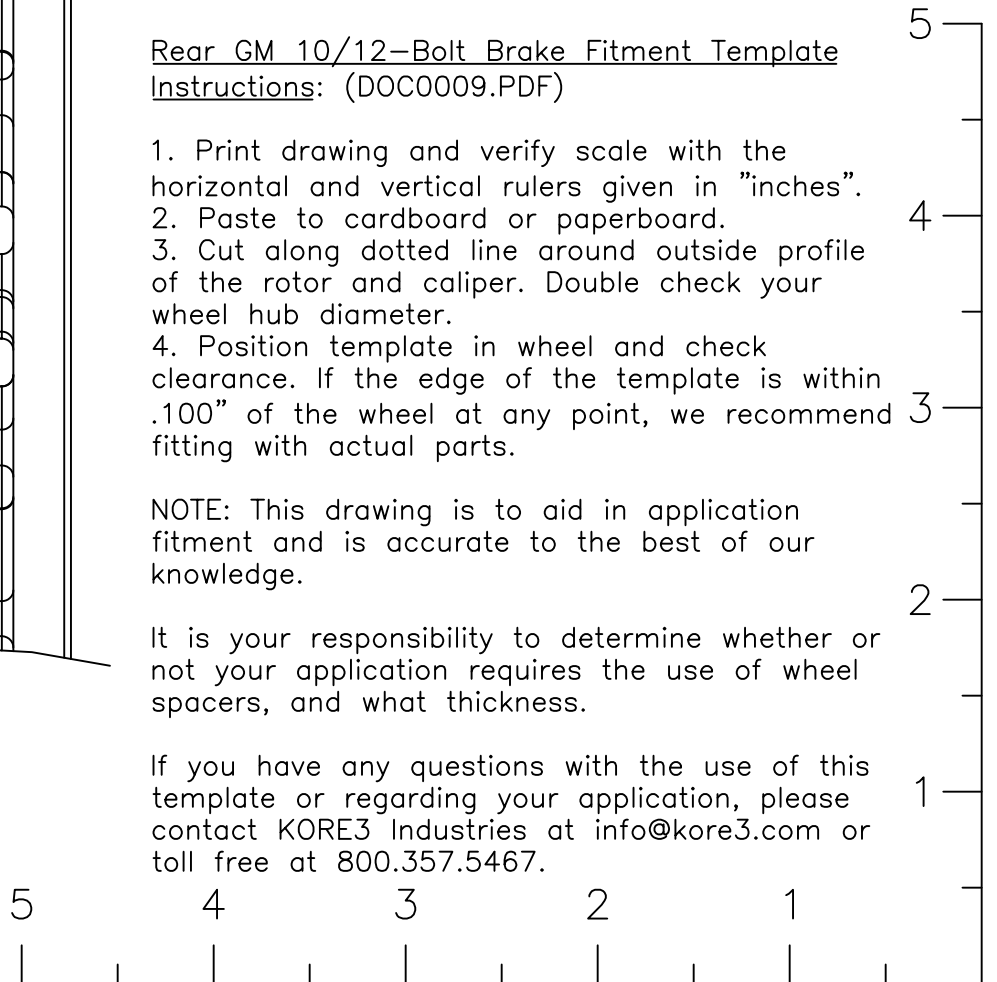 Rear GM 10/12-Bolt Brake Fitment Template
Instructions: (DOC0009.PDF)
1. Print drawing and verify scale with the
horizontal and vertical rulers given in "inches".
2. Paste to cardboard or paperboard.
3. Cut along dotted line around outside profile
of the rotor and caliper. Double check your
wheel hub diameter.
4. Position template in wheel and check
clearance. If the edge of the template is within
.100" of the wheel at any point, we recommend
fitting with actual parts.
NOTE: This drawing is to aid in application
fitment and is accurate to the best of our
knowledge.
It is your responsibility to determine whether or
not your application requires the use of wheel
spacers, and what thickness.
If you have any questions with the use of this
template or regarding your application, please
contact KORE3 Industries at info@kore3.com or
toll free at 800.357.5467.
5
4
3
2
1
5 4 3 2 1